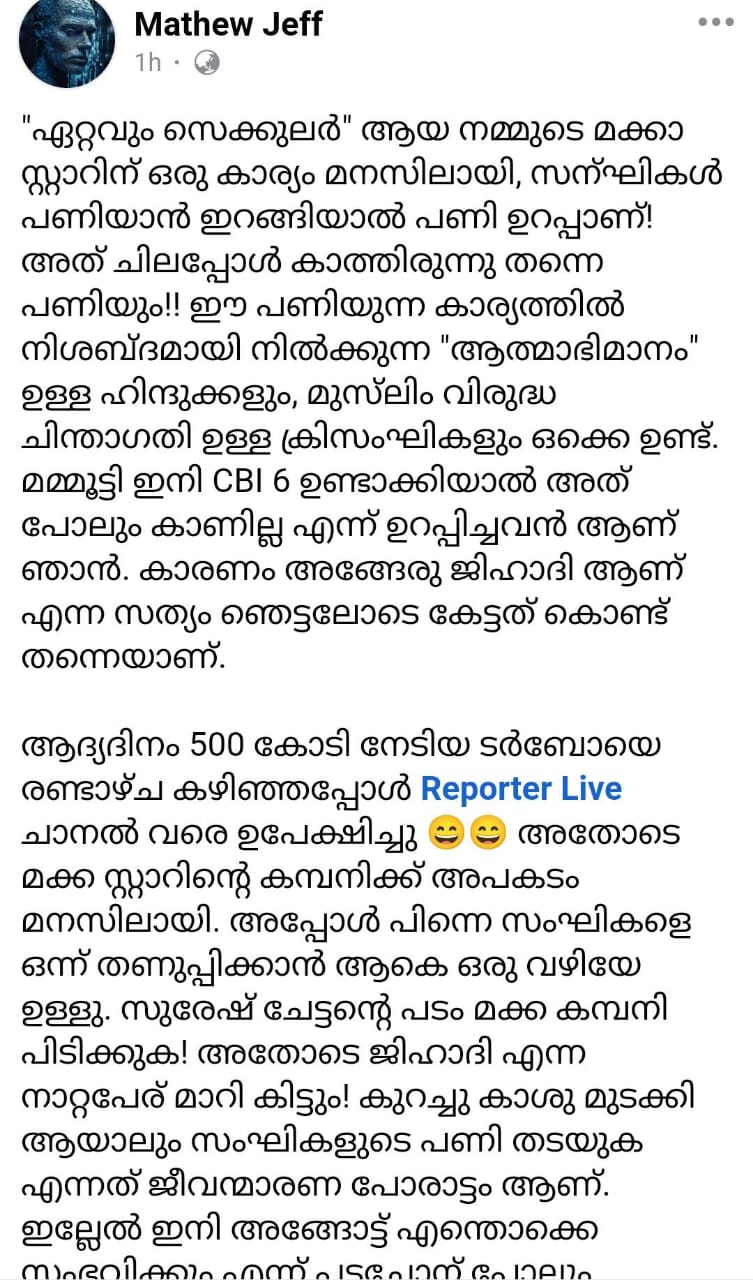 Mathew Jeff
1h
"ഏറ്റവും സെക്കുലർ" ആയ നമ്മുടെ മക്കാ
സ്റ്റാറിന് ഒരു കാര്യം മനസിലായി, സന്ഘികൾ
പണിയാൻ ഇറങ്ങിയാൽ പണി ഉറപ്പാണ്!
അത് ചിലപ്പോൾ കാത്തിരുന്നു തന്നെ
പണിയും!! ഈ പണിയുന്ന കാര്യത്തിൽ
നിശബ്ദമായി നിൽക്കുന്ന "ആത്മാഭിമാനം"
ഉള്ള ഹിന്ദുക്കളും, മുസ്‌ലിം വിരുദ്ധ
ചിന്താഗതി ഉള്ള ക്രിസംഘികളും ഒക്കെ ഉണ്ട്.
മമ്മൂട്ടി ഇനി CBI 6 ഉണ്ടാക്കിയാൽ അത്
പോലും കാണില്ല എന്ന് ഉറപ്പിച്ചവൻ ആണ്
ഞാൻ. കാരണം അങ്ങേരു ജിഹാദി ആണ്
എന്ന സത്യം ഞെട്ടലോടെ കേട്ടത് കൊണ്ട്
തന്നെയാണ്.
ആദ്യദിനം 500 കോടി നേടിയ ടർബോയെ
രണ്ടാഴ്ച കഴിഞ്ഞപ്പോൾ Reporter Live
ചാനൽ വരെ ഉപേക്ഷിച്ചു 😄😄 അതോടെ
മക്ക സ്റ്റാറിന്റെ കമ്പനിക്ക് അപകടം
മനസിലായി. അപ്പോൾ പിന്നെ സംഘികളെ
ഒന്ന് തണുപ്പിക്കാൻ ആകെ ഒരു വഴിയേ
ഉള്ളു. സുരേഷ് ചേട്ടന്റെ പടം മക്ക കമ്പനി
പിടിക്കുക! അതോടെ ജിഹാദി എന്ന
നാറ്റപേര് മാറി കിട്ടും! കുറച്ചു കാശു മുടക്കി
ആയാലും സംഘികളുടെ പണി തടയുക
എന്നത് ജീവന്മാരണ പോരാട്ടം ആണ്.
ഇല്ലേൽ ഇനി അങ്ങോട്ട് എന്തൊക്കെ
സംഭവിക്കും എന്ന് പടച്ചോന് പോലും